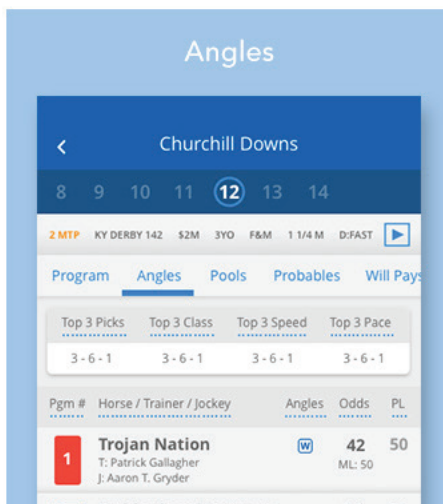 Angles
Churchill Downs
8 9 10 11 12 13 14
2 MTP KY DERBY 142 $2M 3YO F&M 1 1/4 M D:FAST
Program Angles Pools Probables Will Pays
Top 3 Picks Top 3 Class Top 3 Speed Top 3 Pace
3 - 6 - 1 3 - 6 - 1 3 - 6 - 1 3 - 6 - 1
Pgm # Horse / Trainer / Jockey Angles Odds PL
1 Trojan Nation W 42 50
T: Patrick Gallagher ML: 50
J: Aaron T. Gryder